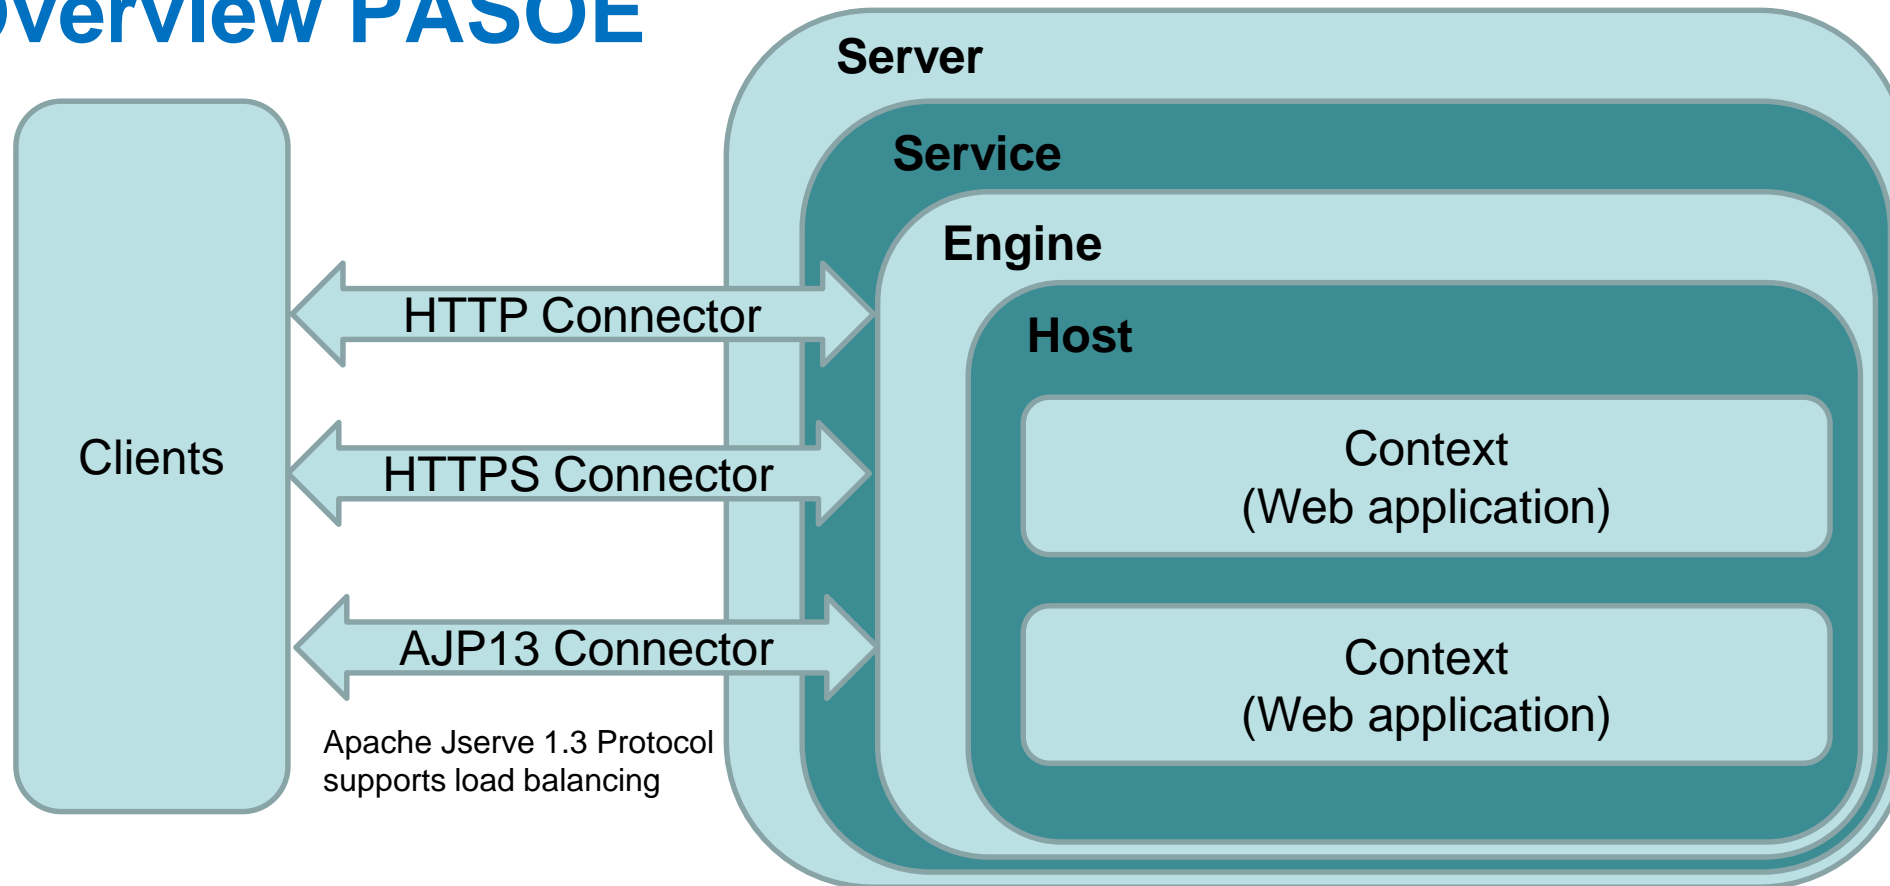 Overview PASOE
Server
Service
Engine
Host
Clients
HTTP Connector
HTTPS Connector
AJP13 Connector
Apache Jserve 1.3 Protocol
supports load balancing
Context
(Web application)
Context
(Web application)